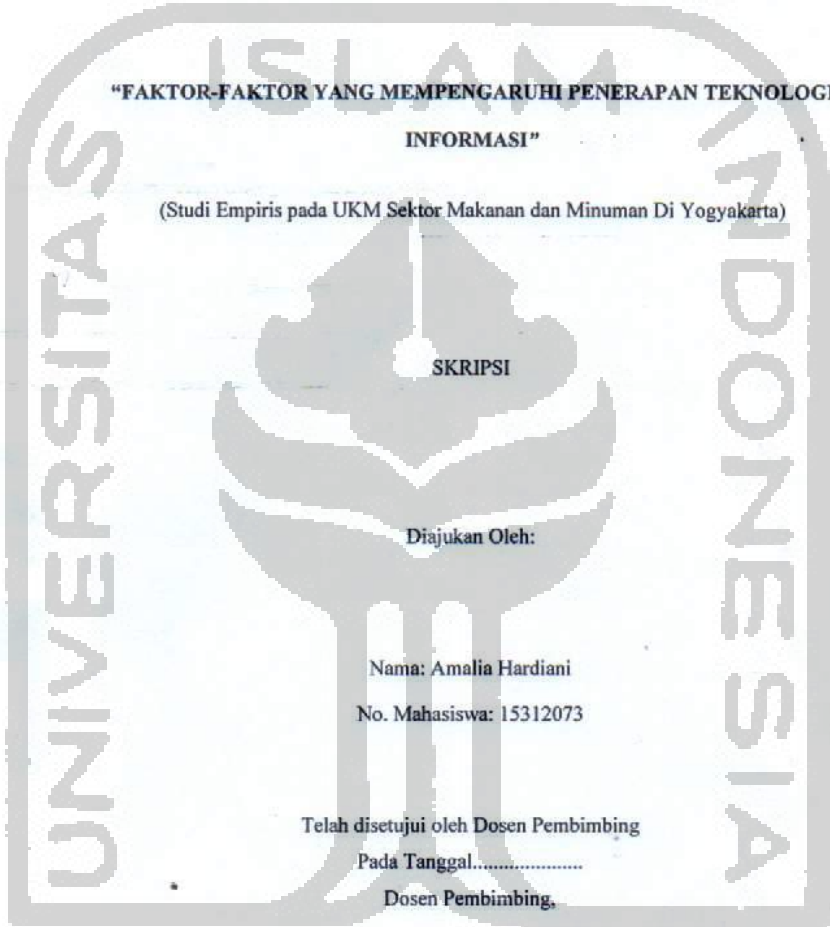 UNIVERSITAS
ISLAM
INDONESIA
"FAKTOR-FAKTOR YANG MEMPENGARUHI PENERAPAN TEKNOLOGI
INFORMASI"
(Studi Empiris pada UKM Sektor Makanan dan Minuman Di Yogyakarta)
SKRIPSI
Diajukan Oleh:
Nama: Amalia Hardiani
No. Mahasiswa: 15312073
Telah disetujui oleh Dosen Pembimbing
Pada Tanggal......................
Dosen Pembimbing,